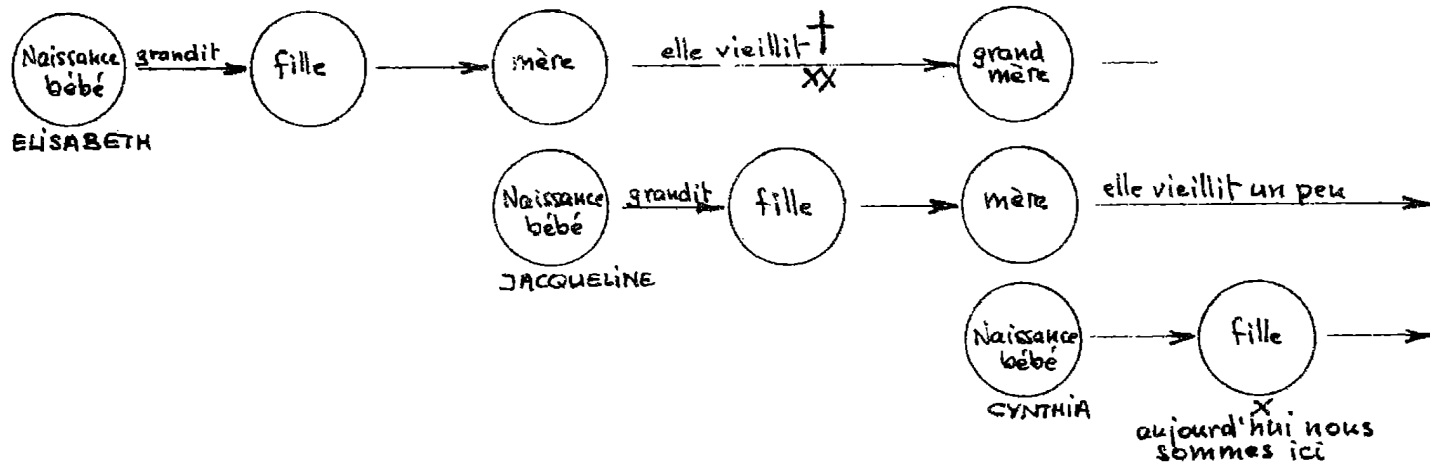 Naissance
bébé
grandit
fille
mère
elle vieillit
XX
grand
mère
ELISABETH
Naissance
bébé
grandit
fille
mère
elle vieillit un peu
JACQUELINE
Naissance
bébé
fille
CYNTHIA
x
aujourd'hui nous
sommes ici